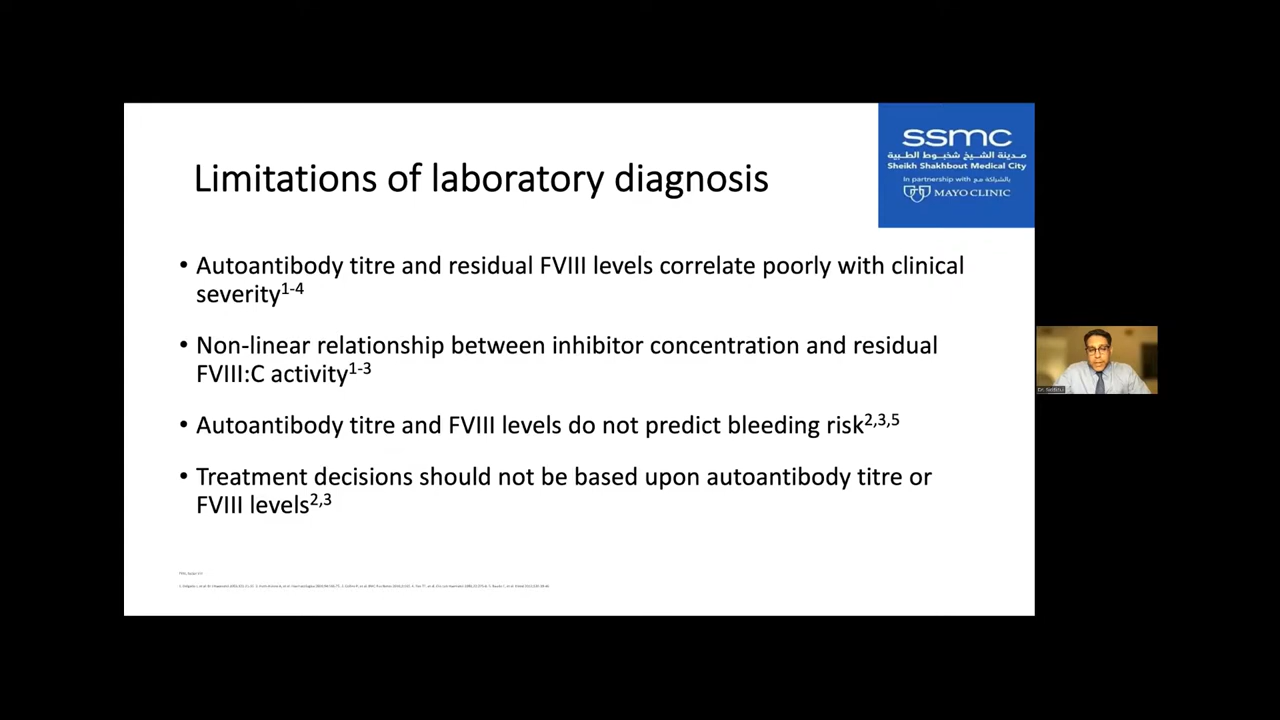 ssmc
مدينة الشيخ شخبوط الطبية
Sheikh Shakhbout Medical City
In partnership with بالشراكة مع
MAYO CLINIC
Limitations of laboratory diagnosis
• Autoantibody titre and residual FVIII levels correlate poorly with clinical
severity1-4
• Non-linear relationship between inhibitor concentration and residual
FVIII:C activity1-3
• Autoantibody titre and FVIII levels do not predict bleeding risk2,3,5
• Treatment decisions should not be based upon autoantibody titre or
FVIII levels2,3